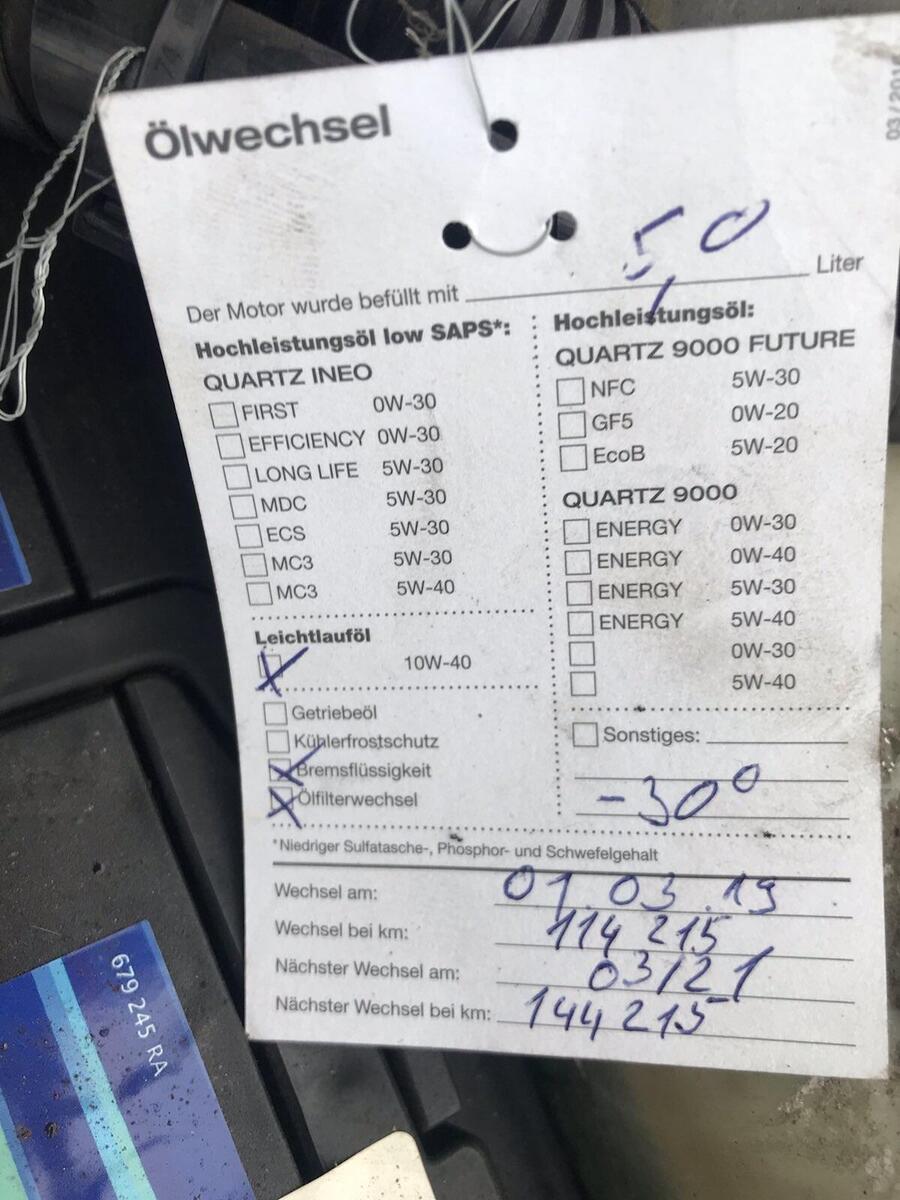 03/201
Ölwechsel
Der Motor wurde befüllt mit 5,0 Liter
Hochleistungsöl low SAPS*:
QUARTZ INEO
FIRST 0W-30
EFFICIENCY 0W-30
LONG LIFE 5W-30
MDC 5W-30
ECS 5W-30
MC3 5W-30
MC3 5W-40
Leichtlauföl
X 10W-40
Getriebeöl
Kühlerfrostschutz
X Bremsflüssigkeit
X Ölfilterwechsel
Hochleistungsöl:
QUARTZ 9000 FUTURE
NFC 5W-30
GF5 0W-20
EcoB 5W-20
QUARTZ 9000
ENERGY 0W-30
ENERGY 0W-40
ENERGY 5W-30
ENERGY 5W-40
0W-30
5W-40
Sonstiges:
-30°
*Niedriger Sulfatasche-, Phosphor- und Schwefelgehalt
Wechsel am: 01.03.19
Wechsel bei km: 114 215
Nächster Wechsel am: 03/21
Nächster Wechsel bei km: 144 215
679 245 RA